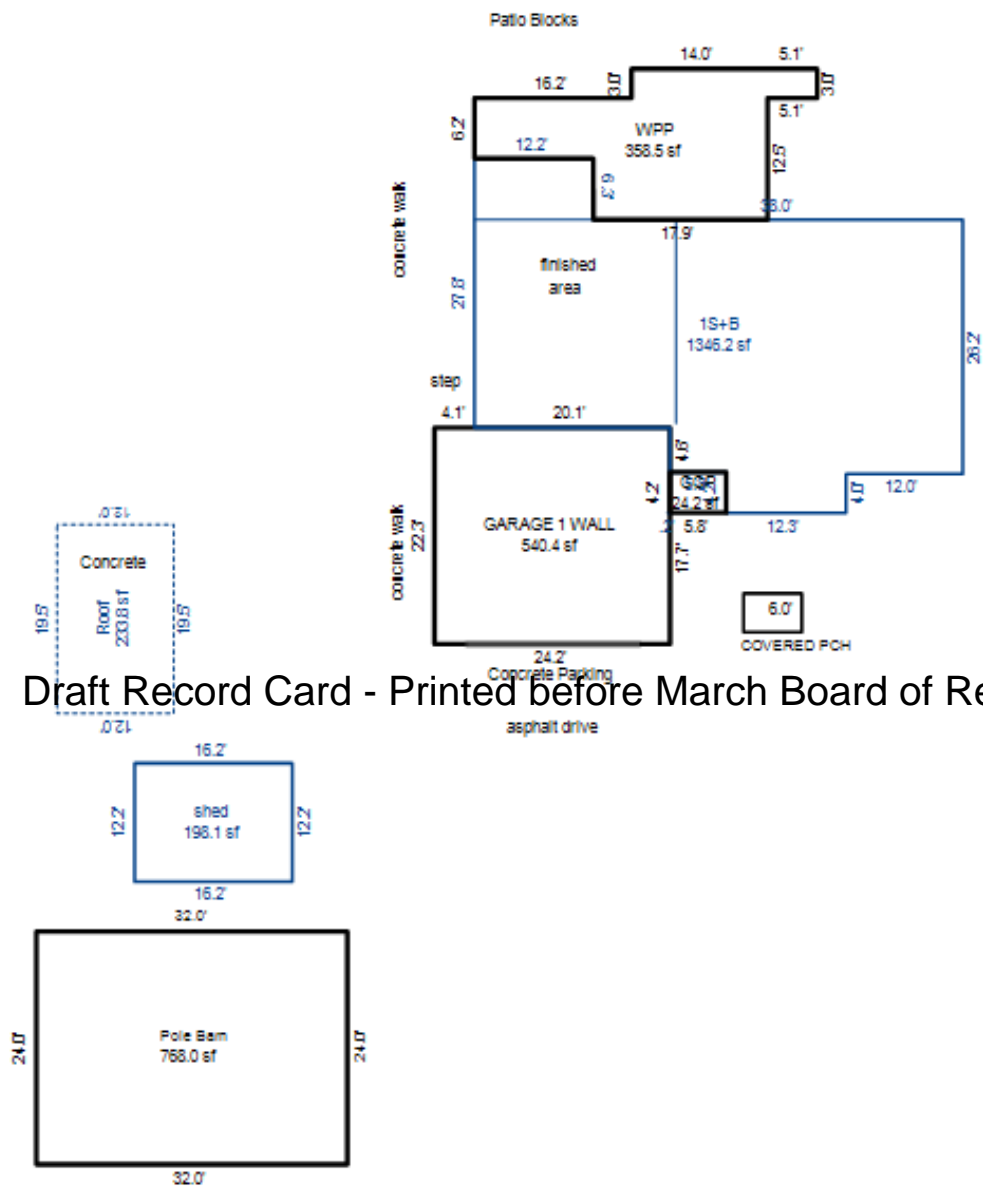 Patio Blocks
14.0'
5.1'
16.2'
3.0'
3.0'
5.1'
6.2'
WPP
358.5 sf
12.2'
12.5'
6.3'
concrete walk
38.0'
17.9'
finished
area
27.8'
1S+B
1346.2 sf
26.2'
step
4.1'
20.1'
4.6'
4.2'
24.2 sf
4.0'
12.0'
5.8'
12.3'
concrete walk
22.3'
GARAGE 1 WALL
540.4 sf
17.7'
12.0'
Concrete
19.5'
Roof
233.8 sf
19.5'
6.0'
COVERED PCH
24.2'
Concrete Parking
Draft Record Card - Printed before March Board of Re
12.0'
asphalt drive
16.2'
12.2'
shed
198.1 sf
12.2'
16.2'
32.0'
24.0'
Pole Barn
768.0 sf
24.0'
32.0'